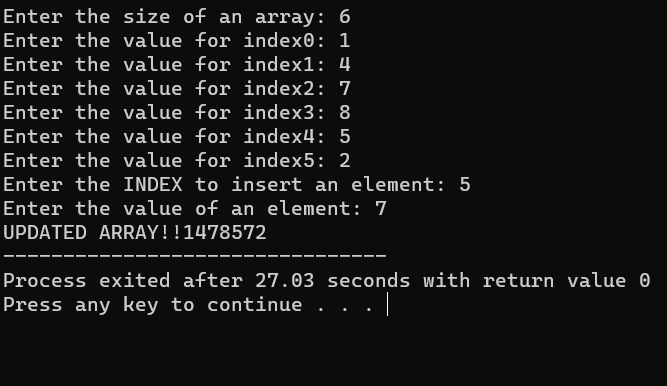 Enter the size of an array: 6
Enter the value for index0: 1
Enter the value for index1: 4
Enter the value for index2: 7
Enter the value for index3: 8
Enter the value for index4: 5
Enter the value for index5: 2
Enter the INDEX to insert an element: 5
Enter the value of an element: 7
UPDATED ARRAY!!1478572
--------------------------------
Process exited after 27.03 seconds with return value 0
Press any key to continue . . .